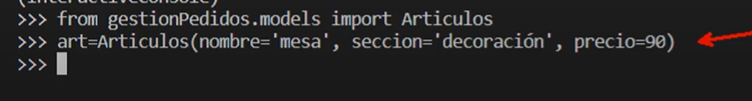 (InteractiveConsole)
>>> from gestionPedidos.models import Articulos
>>> art=Articulos(nombre='mesa', seccion='decoración', precio=90)
>>>